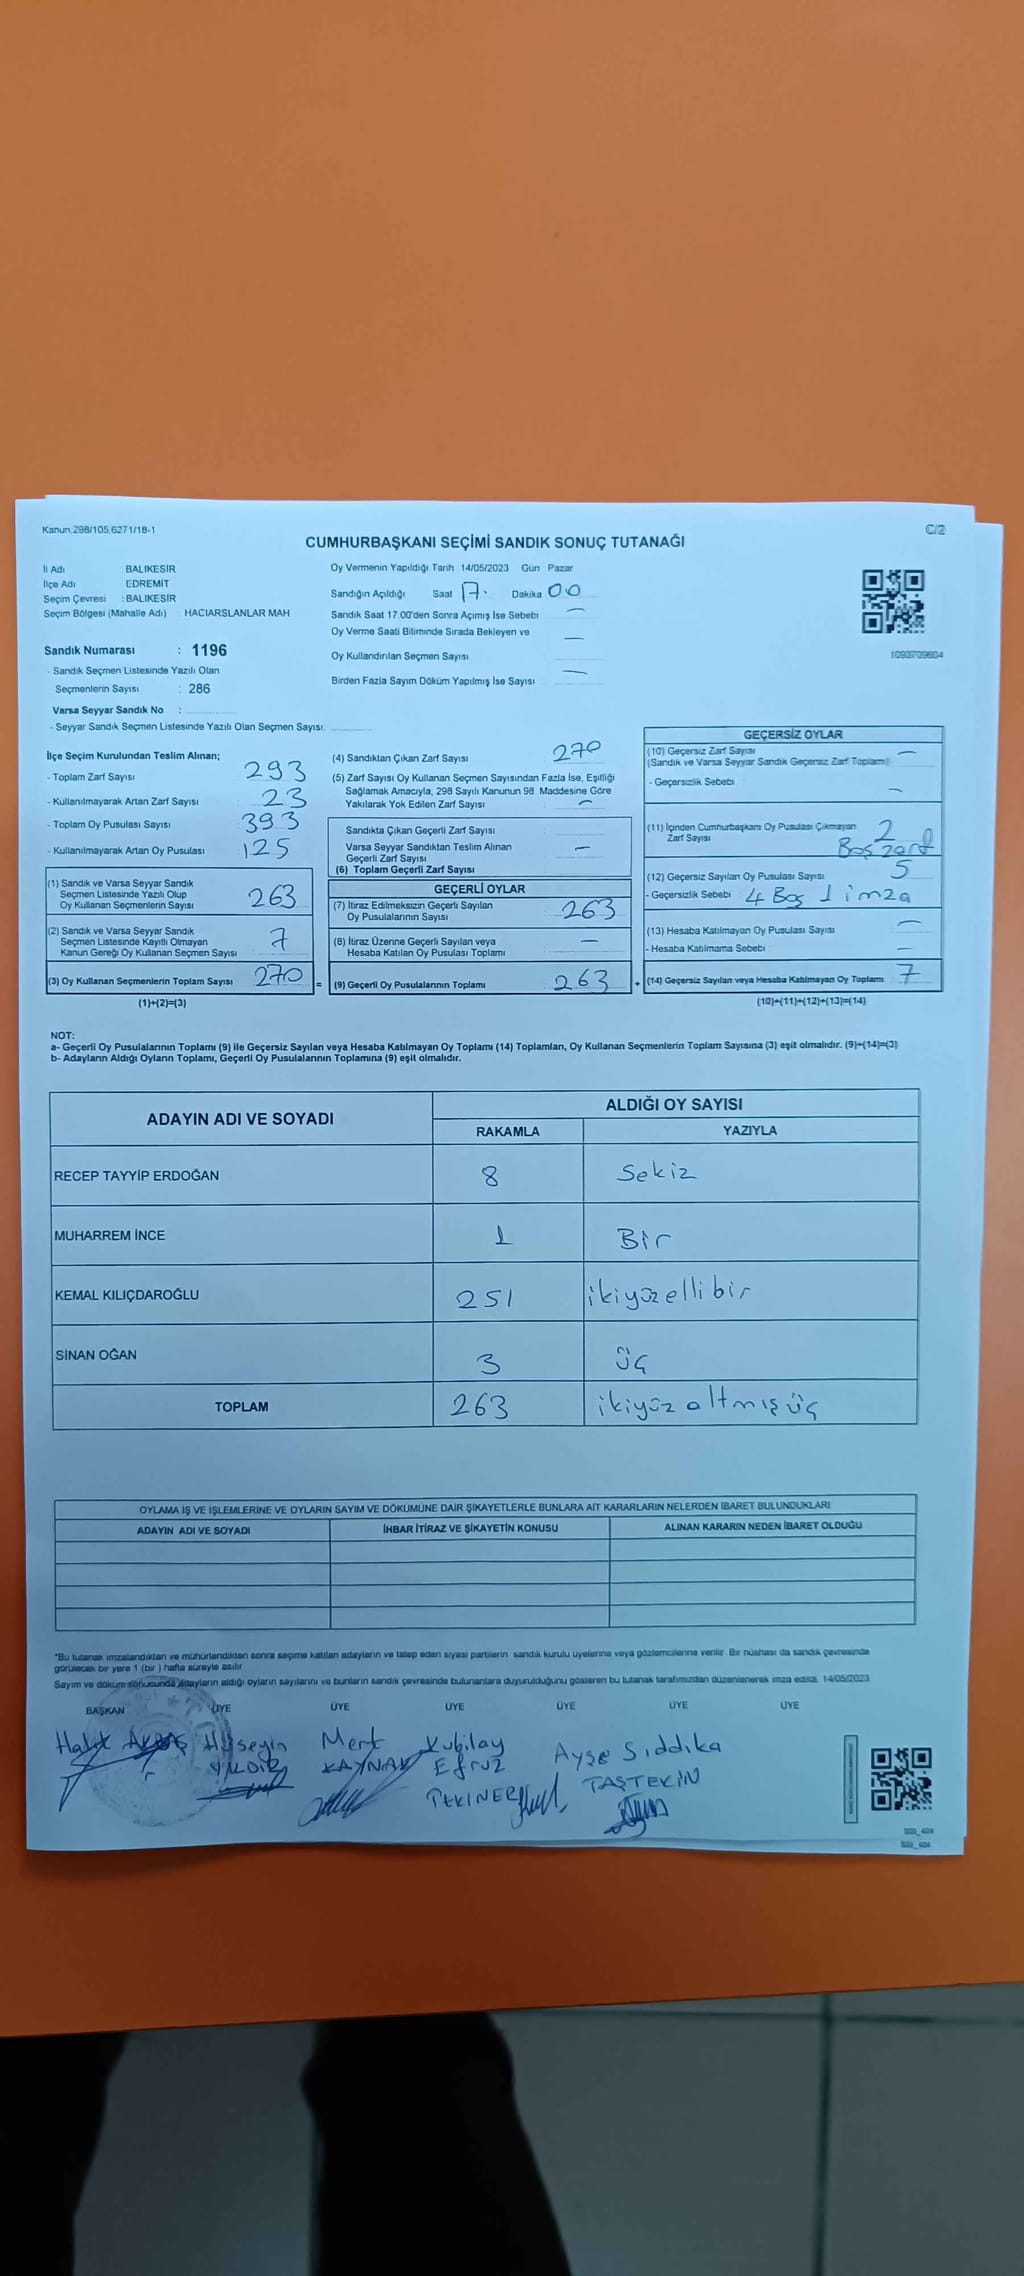 Kanun 298/105 6271/18-1
C/2
CUMHURBAŞKANI SEÇİMİ SANDIK SONUÇ TUTANAĞI
İl Adı : BALIKESİR
İlçe Adı : EDREMİT
Seçim Çevresi : BALIKESİR
Seçim Bölgesi (Mahalle Adı) : HACIARSLANLAR MAH.
Sandık Numarası : 1196
- Sandık Seçmen Listesinde Yazılı Olan
Seçmenlerin Sayısı : 286
Varsa Seyyar Sandık No :
- Seyyar Sandık Seçmen Listesinde Yazılı Olan Seçmen Sayısı:
Oy Vermenin Yapıldığı Tarih 14/05/2023 Gün Pazar
Sandığın Açıldığı Saat 17. Dakika 00
Sandık Saat 17:00'den Sonra Açımış İse Sebebi —
Oy Verme Saati Bitiminde Sırada Bekleyen ve
Oy Kullandırılan Seçmen Sayısı —
Birden Fazla Sayım Döküm Yapılmış İse Sayısı —
1093709604
İlçe Seçim Kurulundan Teslim Alınan;
- Toplam Zarf Sayısı 293
- Kullanılmayarak Artan Zarf Sayısı 23
- Toplam Oy Pusulası Sayısı 393
- Kullanılmayarak Artan Oy Pusulası 125
(1) Sandık ve Varsa Seyyar Sandık
Seçmen Listesinde Yazılı Olup
Oy Kullanan Seçmenlerin Sayısı 263
(2) Sandık ve Varsa Seyyar Sandık
Seçmen Listesinde Kayıtlı Olmayan
Kanun Gereği Oy Kullanan Seçmen Sayısı 7
(3) Oy Kullanan Seçmenlerin Toplam Sayısı 270 =
(1)+(2)=(3)
(4) Sandıktan Çıkan Zarf Sayısı 270
(5) Zarf Sayısı Oy Kullanan Seçmen Sayısından Fazla İse, Eşitliği
Sağlamak Amacıyla, 298 Sayılı Kanunun 98 Maddesine Göre
Yakılarak Yok Edilen Zarf Sayısı —
Sandıkta Çıkan Geçerli Zarf Sayısı
Varsa Seyyar Sandıktan Teslim Alınan
Geçerli Zarf Sayısı —
(6) Toplam Geçerli Zarf Sayısı
GEÇERLİ OYLAR
(7) İtiraz Edilmeksizin Geçerli Sayılan
Oy Pusulalarının Sayısı 263
(8) İtiraz Üzerine Geçerli Sayılan veya
Hesaba Katılan Oy Pusulası Toplamı —
(9) Geçerli Oy Pusulalarının Toplamı 263 +
GEÇERSİZ OYLAR
(10) Geçersiz Zarf Sayısı —
(Sandık ve Varsa Seyyar Sandık Geçersiz Zarf Toplamı)
- Geçersizlik Sebebi —
(11) İçinden Cumhurbaşkanı Oy Pusulası Çıkmayan 2
Zarf Sayısı Boş zarf
(12) Geçersiz Sayılan Oy Pusulası Sayısı 5
- Geçersizlik Sebebi 4 Boş 1 imza
(13) Hesaba Katılmayan Oy Pusulası Sayısı —
- Hesaba Katılmama Sebebi —
(14) Geçersiz Sayılan veya Hesaba Katılmayan Oy Toplamı 7
(10)+(11)+(12)+(13)=(14)
NOT:
a- Geçerli Oy Pusulalarının Toplamı (9) ile Geçersiz Sayılan veya Hesaba Katılmayan Oy Toplamı (14) Toplamları, Oy Kullanan Seçmenlerin Toplam Sayısına (3) eşit olmalıdır. (9)+(14)=(3)
b- Adayların Aldığı Oyların Toplamı, Geçerli Oy Pusulalarının Toplamına (9) eşit olmalıdır.
ADAYIN ADI VE SOYADI ALDIĞI OY SAYISI
RAKAMLA YAZIYLA
RECEP TAYYİP ERDOĞAN 8 Sekiz
MUHARREM İNCE 1 Bir
KEMAL KILIÇDAROĞLU 251 ikiyüzellibir
SİNAN OĞAN 3 üç
TOPLAM 263 ikiyüz altmış üç
OYLAMA İŞ VE İŞLEMLERİNE VE OYLARIN SAYIM VE DÖKÜMÜNE DAİR ŞİKAYETLERLE BUNLARA AİT KARARLARIN NELERDEN İBARET BULUNDUKLARI
ADAYIN ADI VE SOYADI İHBAR İTİRAZ VE ŞİKAYETİN KONUSU ALINAN KARARIN NEDEN İBARET OLDUĞU
*Bu tutanak imzalandıktan ve mühürlendikten sonra seçime katılan adayların ve talep eden siyasi partilerin sandık kurulu üyelerine veya gözlemcilerine verilir. Bir nüshası da sandık çevresinde
görülecek bir yere 1 (bir) hafta süreyle asılır.
Sayım ve döküm sonucunda adayların aldığı oyların sayılarını ve bunların sandık çevresinde bulunanlara duyurulduğunu gösteren bu tutanak tarafımızdan düzenlenerek imza edildi. 14/05/2023
BAŞKAN ÜYE ÜYE ÜYE ÜYE ÜYE ÜYE
Haluk Hüseyin Mert Kubilay Ayşe Sıddıka
YILDIZ KAYNAK Efruz TAŞTEKİN
PEKINER